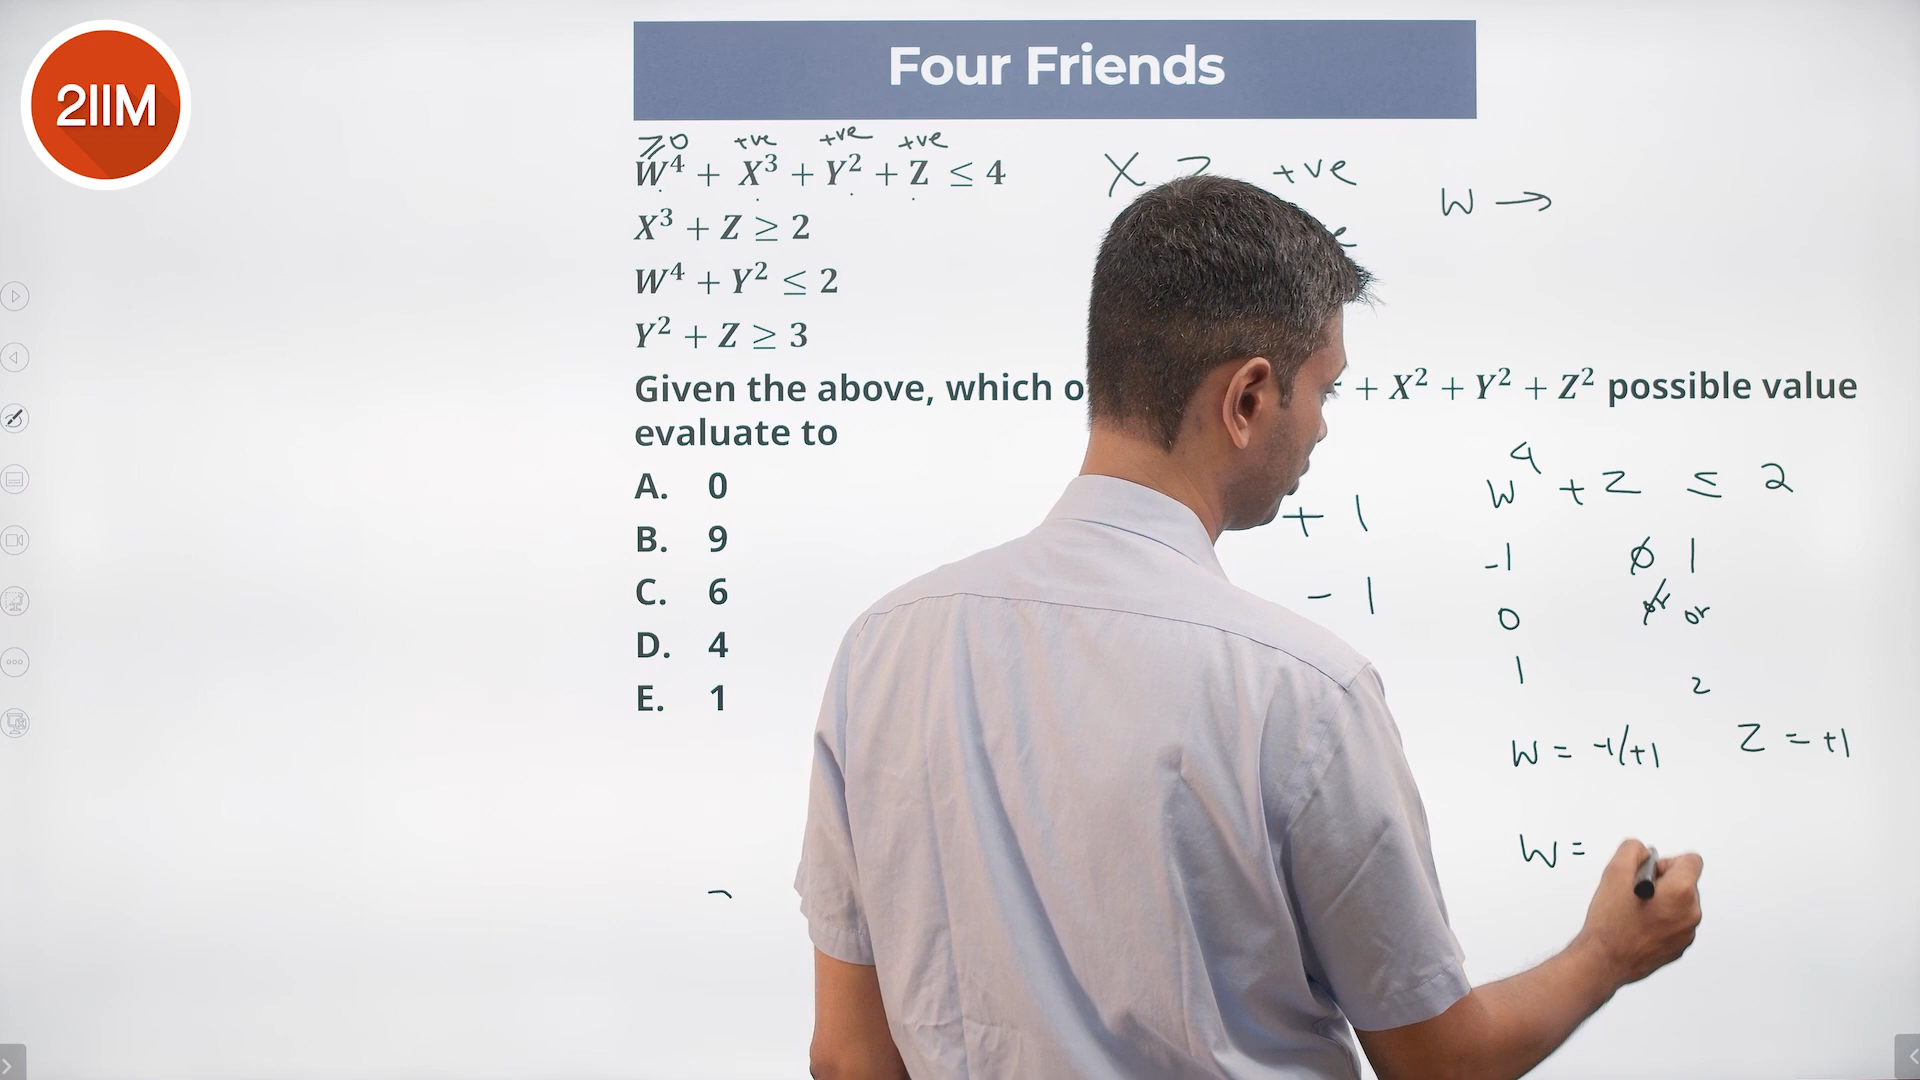 2IIM
Four Friends
≥0 +ve +ve +ve
W⁴ + X³ + Y² + Z ≤ 4
X Z +ve
W →
X³ + Z ≥ 2
W⁴ + Y² ≤ 2
Y² + Z ≥ 3
Given the above, which o + X² + Y² + Z² possible value
evaluate to
A. 0
B. 9
C. 6
D. 4
E. 1
+ 1
- 1
W⁴ + Z ≤ 2
-1 0 1
0 or or
1 2
W = -1/+1 Z = +1
W =